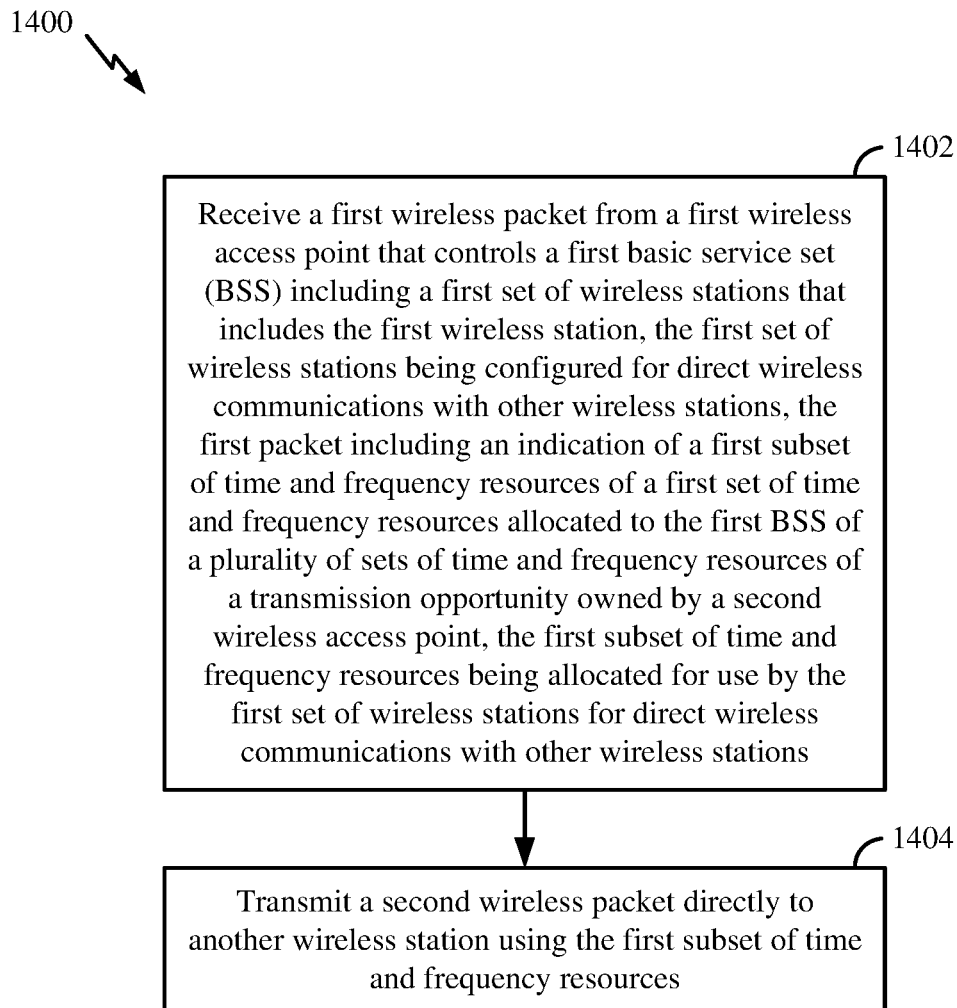 1400
1402
Receive a first wireless packet from a first wireless
access point that controls a first basic service set
(BSS) including a first set of wireless stations that
includes the first wireless station, the first set of
wireless stations being configured for direct wireless
communications with other wireless stations, the
first packet including an indication of a first subset
of time and frequency resources of a first set of time
and frequency resources allocated to the first BSS of
a plurality of sets of time and frequency resources of
a transmission opportunity owned by a second
wireless access point, the first subset of time and
frequency resources being allocated for use by the
first set of wireless stations for direct wireless
communications with other wireless stations
1404
Transmit a second wireless packet directly to
another wireless station using the first subset of time
and frequency resources